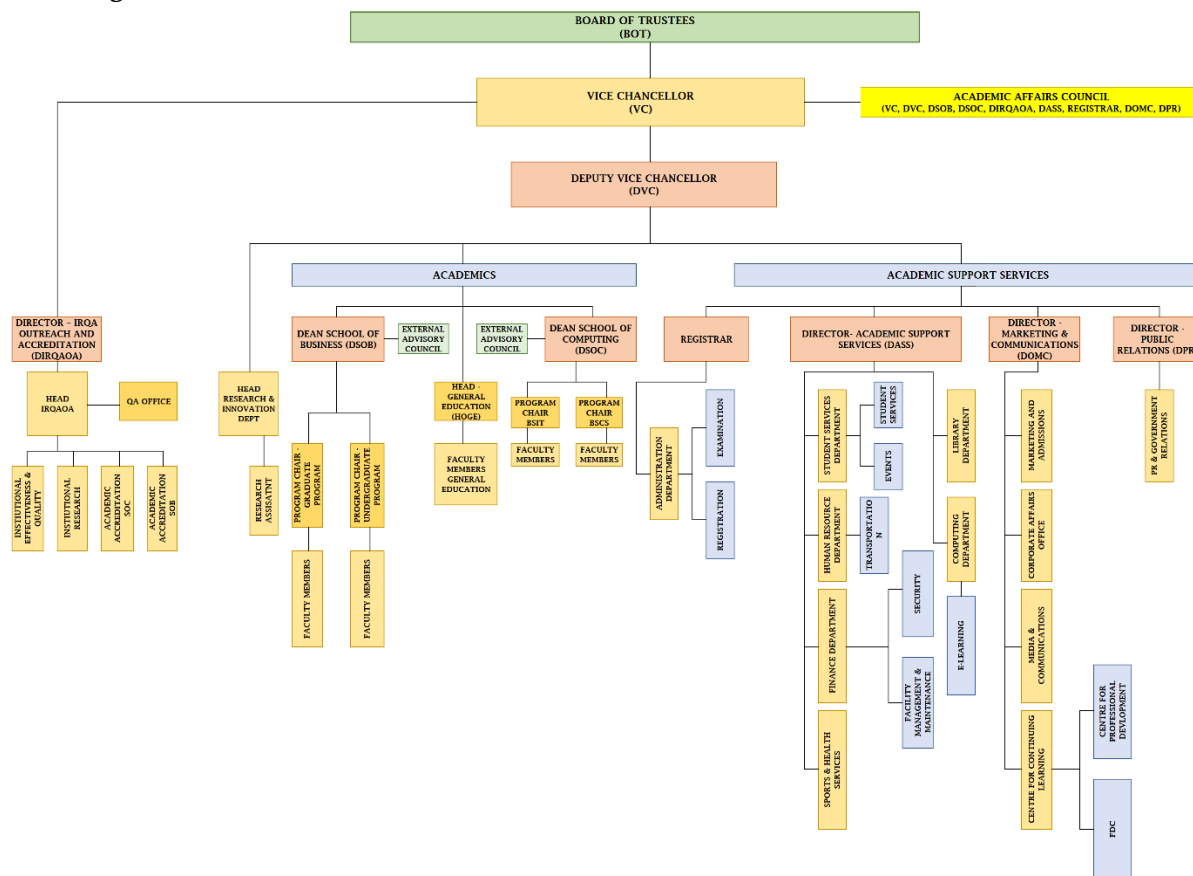 BOARD OF TRUSTEES
(BOT)
VICE CHANCELLOR
(VC)
ACADEMIC AFFAIRS COUNCIL
(VC, DVC, DSOB, DSOC, DIRQAOA, DASS, REGISTRAR, DOMC, DPR)
DEPUTY VICE CHANCELLOR
(DVC)
ACADEMICS
ACADEMIC SUPPORT SERVICES
DIRECTOR – IRQA
OUTREACH AND
ACCREDITATION
(DIRQAOA)
DEAN SCHOOL OF
BUSINESS (DSOB)
EXTERNAL
ADVISORY
COUNCIL
EXTERNAL
ADVISORY
COUNCIL
DEAN SCHOOL OF
COMPUTING
(DSOC)
REGISTRAR
DIRECTOR- ACADEMIC SUPPORT
SERVICES (DASS)
DIRECTOR -
MARKETING &
COMMUNICATIONS
(DOMC)
DIRECTOR -
PUBLIC
RELATIONS (DPR)
HEAD
IRQAOA
QA OFFICE
HEAD
RESEARCH &
INNOVATION
DEPT
HEAD -
GENERAL
EDUCATION
(HOGE)
PROGRAM
CHAIR
BSIT
PROGRAM
CHAIR
BSCS
FACULTY
MEMBERS
FACULTY
MEMBERS
FACULTY
MEMBERS
GENERAL
EDUCATION
INSTIUTIONAL
EFFECTIVENESS &
QUALITY
INSTIUTIONAL
RESEARCH
ACADEMIC
ACCREDITATION
SOC
ACADEMIC
ACCREDITATION
SOB
RESEARCH
ASSISATNT
PROGRAM CHAIR -
GRADUATE
PROGRAM
PROGRAM CHAIR -
UNDERGRADUATE
PROGRAM
FACULTY MEMBERS
FACULTY MEMBERS
ADMINISTRATION
DEPARTMENT
EXAMINATION
REGISTRATION
STUDENT SERVICES
DEPARTMENT
STUDENT
SERVICES
EVENTS
LIBRARY
DEPARTMENT
HUMAN RESOURCE
DEPARTMENT
TRANSPORTATIO
N
COMPUTING
DEPARTMENT
SECURITY
E-LEARNING
FINANCE DEPARTMENT
FACILITY
MANAGEMENT &
MAINTENANCE
SPORTS & HEALTH
SERVICES
MARKETING AND
ADMISSIONS
CORPORATE AFFAIRS
OFFICE
MEDIA &
COMMUNICATIONS
CENTRE FOR CONTINUING
LEARNING
CENTRE FOR
PROFESSIONAL
DEVLOPMENT
FDC
PR & GOVERNMENT
RELATIONS